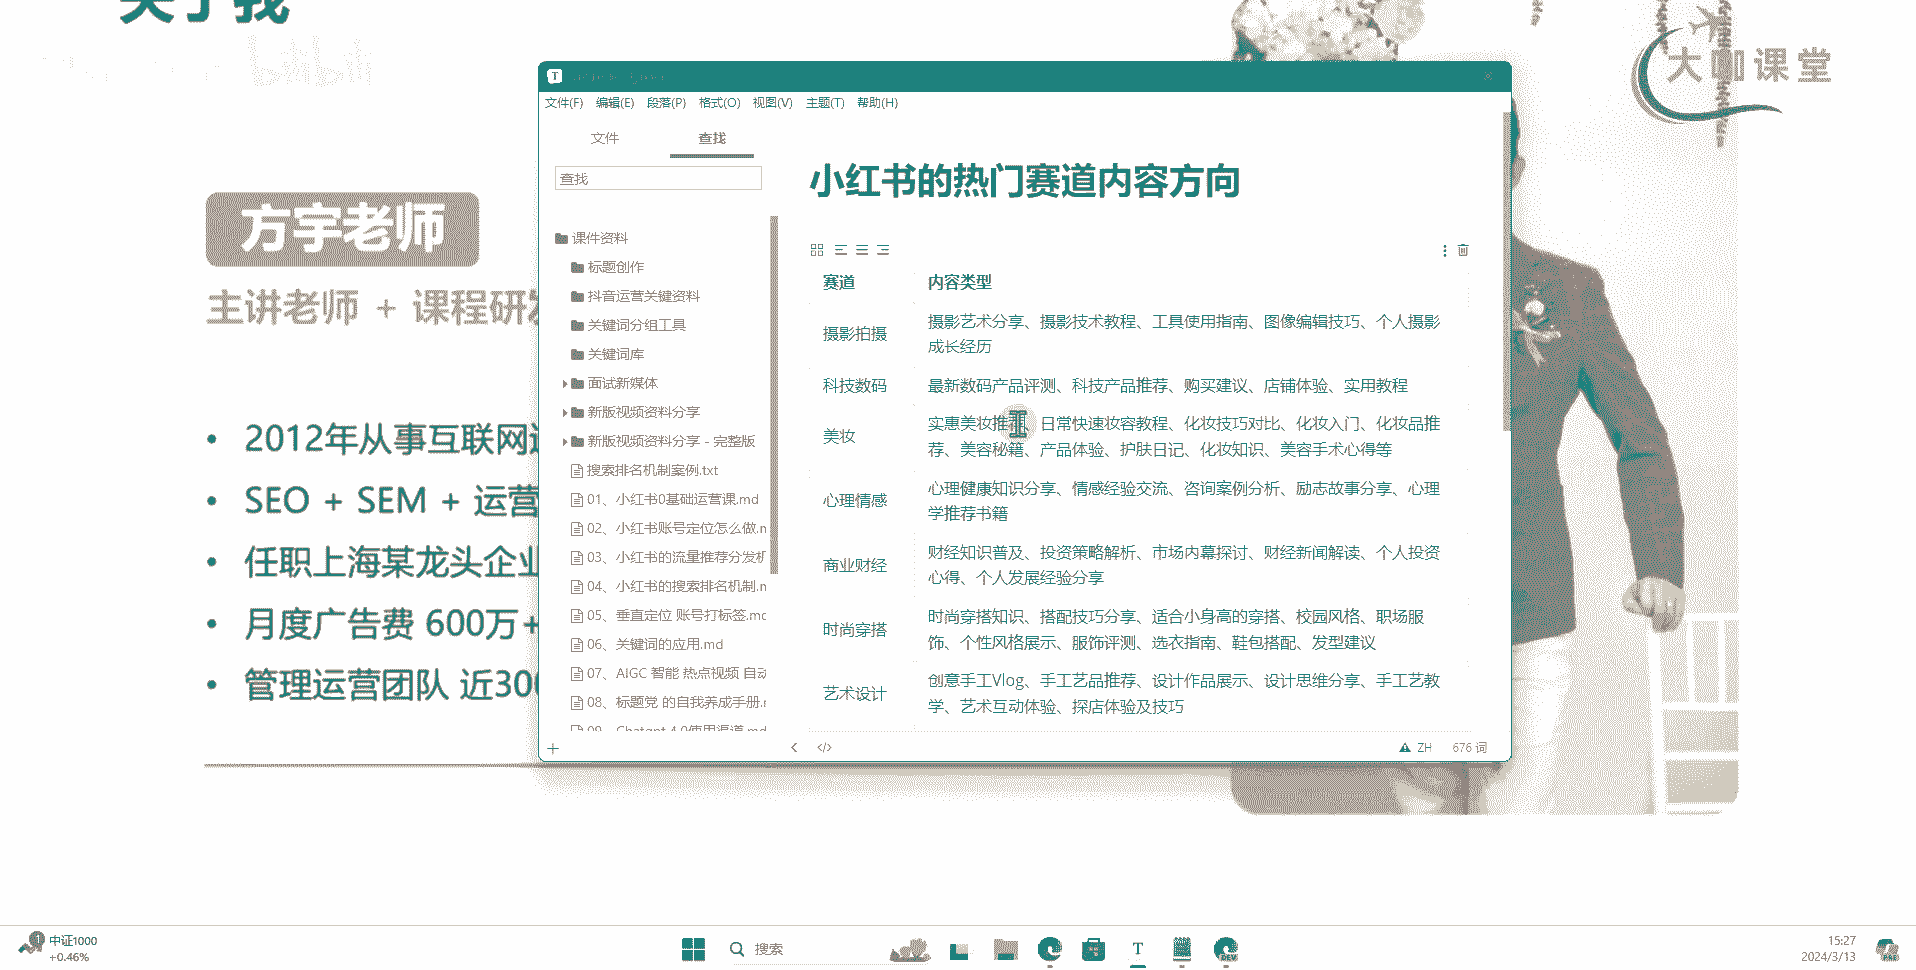 关于我
bilibili
大咖课堂
方宇老师
主讲老师 + 课程研发
2012年从事互联网
SEO + SEM + 运营
任职上海某龙头企业
月度广告费 600万+
管理运营团队 近300
文件(F) 编辑(E) 段落(P) 格式(O) 视图(V) 主题(T) 帮助(H)
文件 查找
查找
课件资料
标题创作
抖音运营关键资料
关键词分组工具
关键词库
面试新媒体
新版视频资料分享
新版视频资料分享 - 完整版
搜索排名机制案例.txt
01、小红书0基础运营课.md
02、小红书账号定位怎么做.m
03、小红书的流量推荐分发机
04、小红书的搜索排名机制.m
05、垂直定位 账号打标签.md
06、关键词的应用.md
07、AIGC 智能 热点视频 自动
08、标题党 的自我养成手册.m
09、Chatgpt 4.0使用渠道.md
小红书的热门赛道内容方向
赛道 内容类型
摄影拍摄 摄影艺术分享、摄影技术教程、工具使用指南、图像编辑技巧、个人摄影
成长经历
科技数码 最新数码产品评测、科技产品推荐、购买建议、店铺体验、实用教程
美妆 实惠美妆推荐、日常快速妆容教程、化妆技巧对比、化妆入门、化妆品推
荐、美容秘籍、产品体验、护肤日记、化妆知识、美容手术心得等
心理情感 心理健康知识分享、情感经验交流、咨询案例分析、励志故事分享、心理
学推荐书籍
商业财经 财经知识普及、投资策略解析、市场内幕探讨、财经新闻解读、个人投资
心得、个人发展经验分享
时尚穿搭 时尚穿搭知识、搭配技巧分享、适合小身高的穿搭、校园风格、职场服
饰、个性风格展示、服饰评测、选衣指南、鞋包搭配、发型建议
艺术设计 创意手工Vlog、手工艺品推荐、设计作品展示、设计思维分享、手工艺教
学、艺术互动体验、探店体验及技巧
ZH 676 词
1 中证1000
+0.46%
搜索
T
DEV
15:27
2024/3/13
PRE